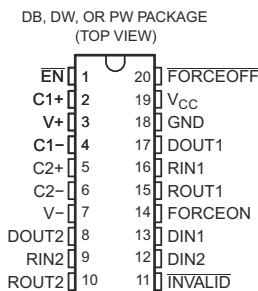 DB, DW, OR PW PACKAGE
(TOP VIEW)
EN 1 20 FORCEOFF
C1+ 2 19 VCC
V+ 3 18 GND
C1− 4 17 DOUT1
C2+ 5 16 RIN1
C2− 6 15 ROUT1
V− 7 14 FORCEON
DOUT2 8 13 DIN1
RIN2 9 12 DIN2
ROUT2 10 11 INVALID